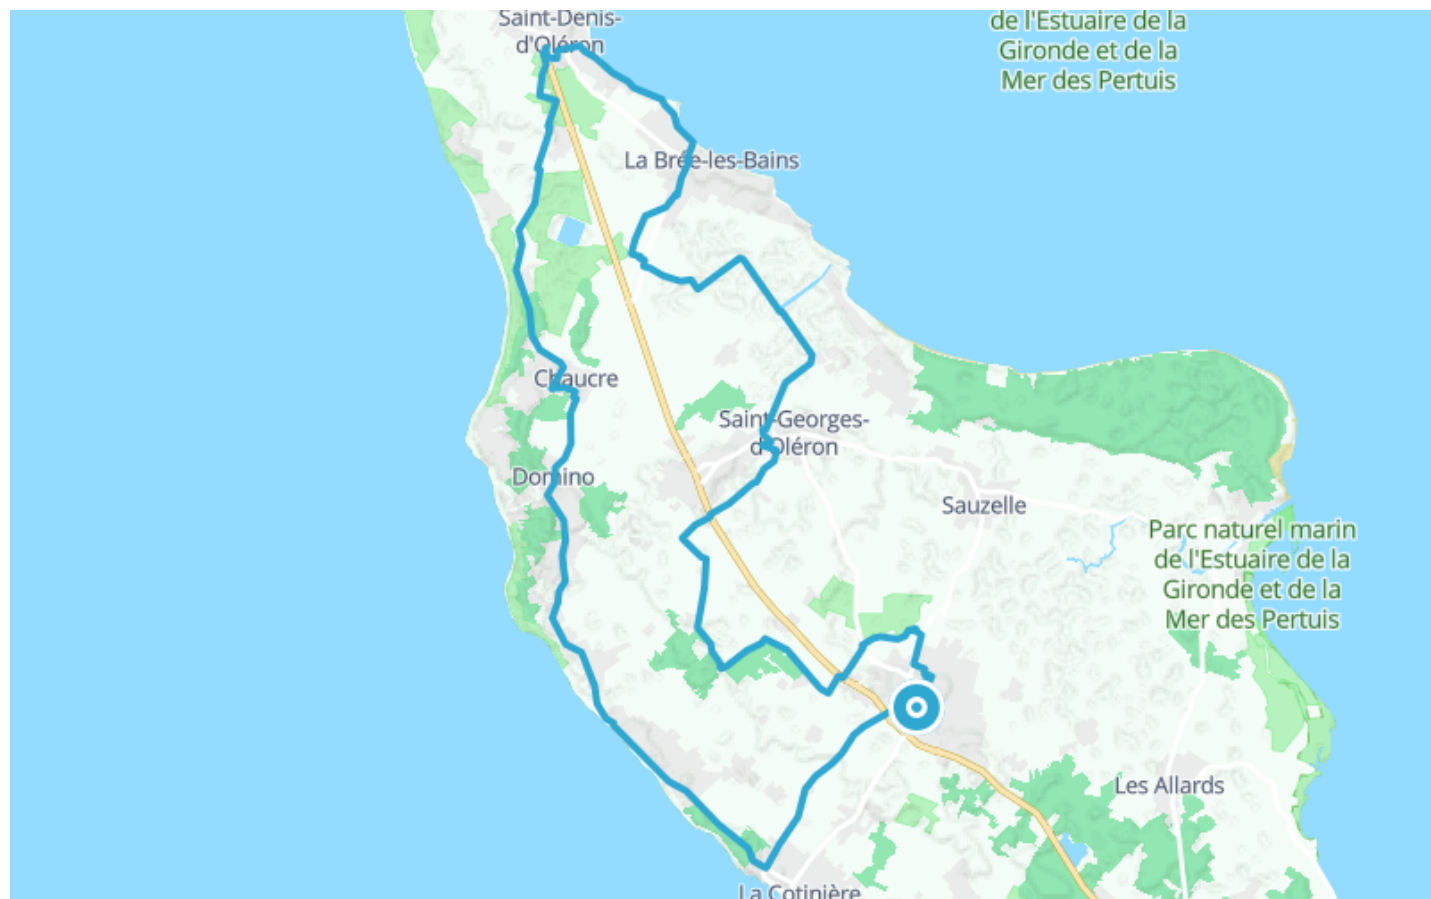 Saint-Denis-
d'Oléron
de l'Estuaire de la
Gironde et de la
Mer des Pertuis
La Brée-les-Bains
Chaucre
Saint-Georges-
d'Oléron
Domino
Sauzelle
Parc naturel marin
de l'Estuaire de la
Gironde et de la
Mer des Pertuis
Les Allards
La Cotinière